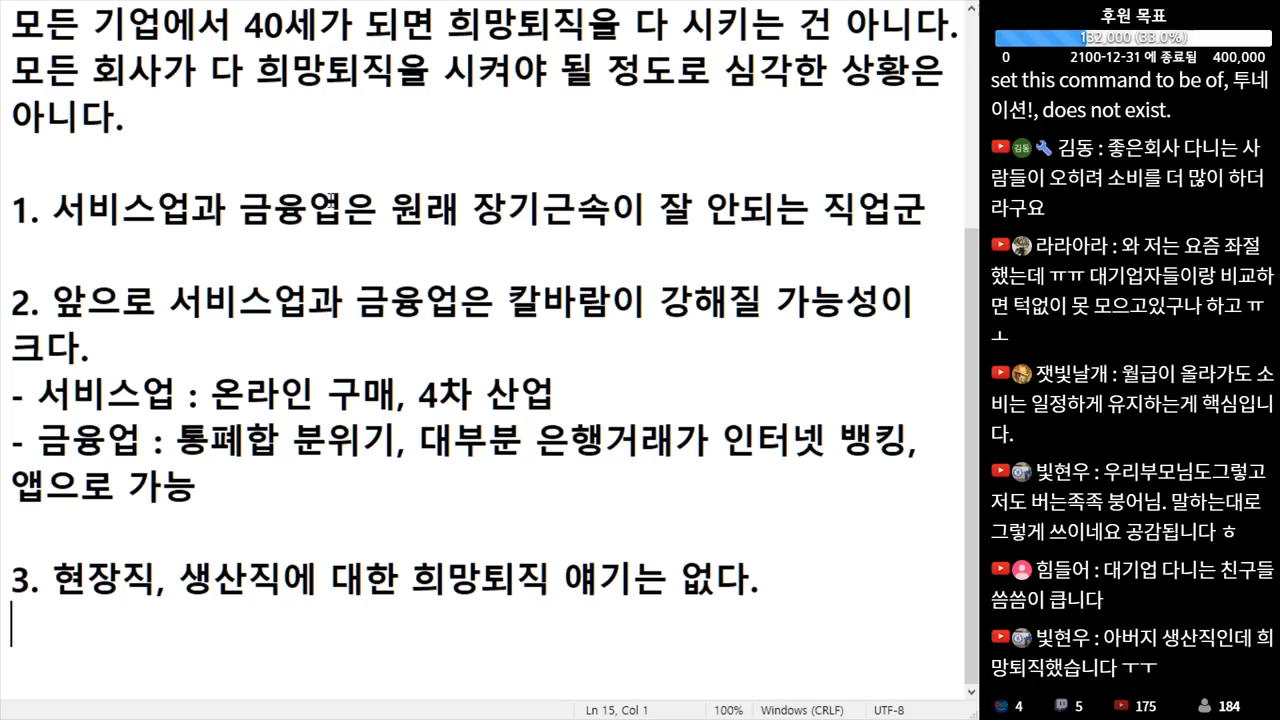 모든 기업에서 40세가 되면 희망퇴직을 다 시키는 건 아니다.
모든 회사가 다 희망퇴직을 시켜야 될 정도로 심각한 상황은
아니다.
1. 서비스업과 금융업은 원래 장기근속이 잘 안되는 직업군
2. 앞으로 서비스업과 금융업은 칼바람이 강해질 가능성이
크다.
- 서비스업 : 온라인 구매, 4차 산업
- 금융업 : 통폐합 분위기, 대부분 은행거래가 인터넷 뱅킹,
앱으로 가능
3. 현장직, 생산직에 대한 희망퇴직 얘기는 없다.
Ln 15, Col 1 100% Windows (CRLF) UTF-8
후원 목표
132,000 (33.0%)
0 2100-12-31 에 종료됨 400,000
set this command to be of, 투네
이션!, does not exist.
김동 김동 : 좋은회사 다니는 사
람들이 오히려 소비를 더 많이 하더
라구요
라라아라 : 와 저는 요즘 좌절
했는데 ㅠㅠ 대기업자들이랑 비교하
면 턱없이 못 모으고있구나 하고 ㅠ
ㅗ
잿빛날개 : 월급이 올라가도 소
비는 일정하게 유지하는게 핵심입니
다.
빛현우 : 우리부모님도그렇고
저도 버는족족 붕어님. 말하는대로
그렇게 쓰이네요 공감됩니다 ㅎ
힘들어 : 대기업 다니는 친구들
씀씀이 큽니다
빛현우 : 아버지 생산직인데 희
망퇴직했습니다 ㅜㅜ
4 5 175 184